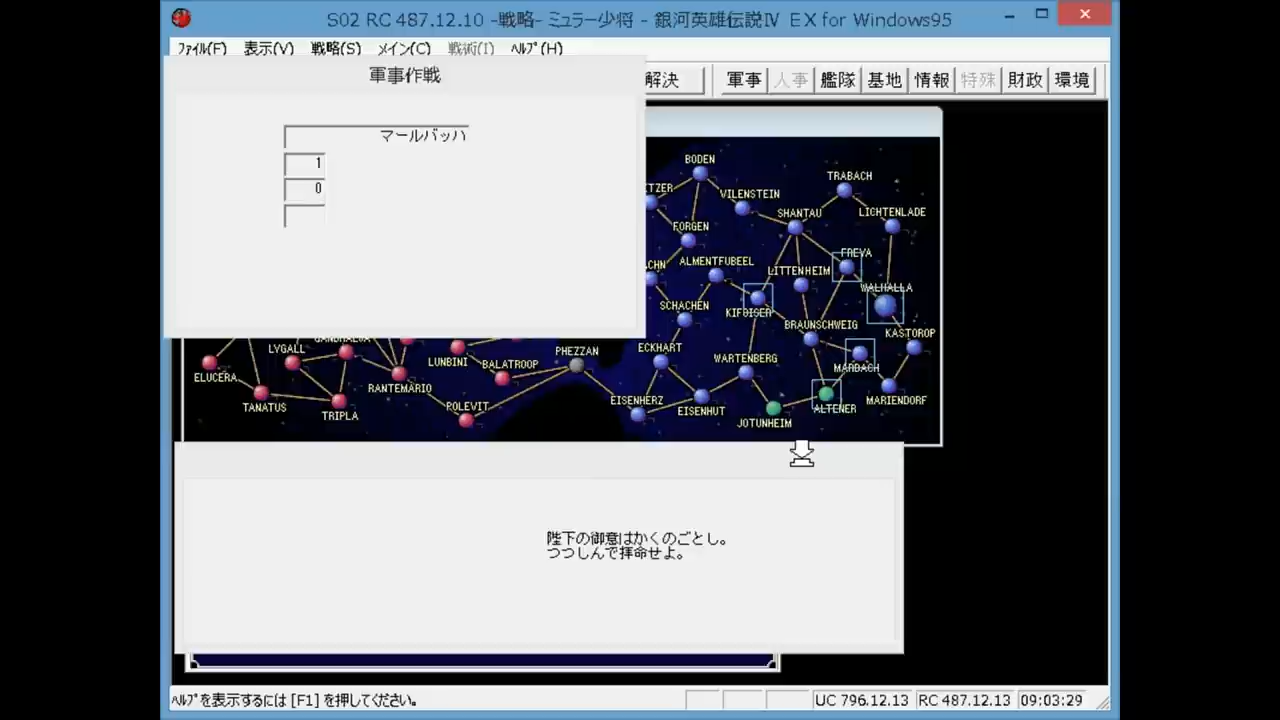 S02 RC 487.12.10 -戦略- ミュラー少将 - 銀河英雄伝説Ⅳ EX for Windows95
ﾌｧｲﾙ(F) 表示(V) 戦略(S) メイン(C) 戦術(I) ﾍﾙﾌﾟ(H)
軍事作戦
解決 軍事 人事 艦隊 基地 情報 特殊 財政 環境
マールバッハ
1
0
BODEN
TRABACH
TZER
VILENSTEIN
SHANTAU
LICHTENLADE
FORGEN
FREYA
ALMENTFUBEEL
LITTENHEIM
WALHALLA
SCHACHEN
KIFOISER
BRAUNSCHWEIG
KASTOROP
LYGALL
LUNBINI
BALATROOP
PHEZZAN
ECKHART
WARTENBERG
MARBACH
ELUCERA
RANTEMARIO
TANATUS
TRIPLA
POLEVIT
EISENHERZ
EISENHUT
JOTUNHEIM
ALTENER
MARIENDORF
陛下の御意はかくのごとし。
つつしんで拝命せよ。
ﾍﾙﾌﾟを表示するには [F1] を押してください。
UC 796.12.13 RC 487.12.13 09:03:29